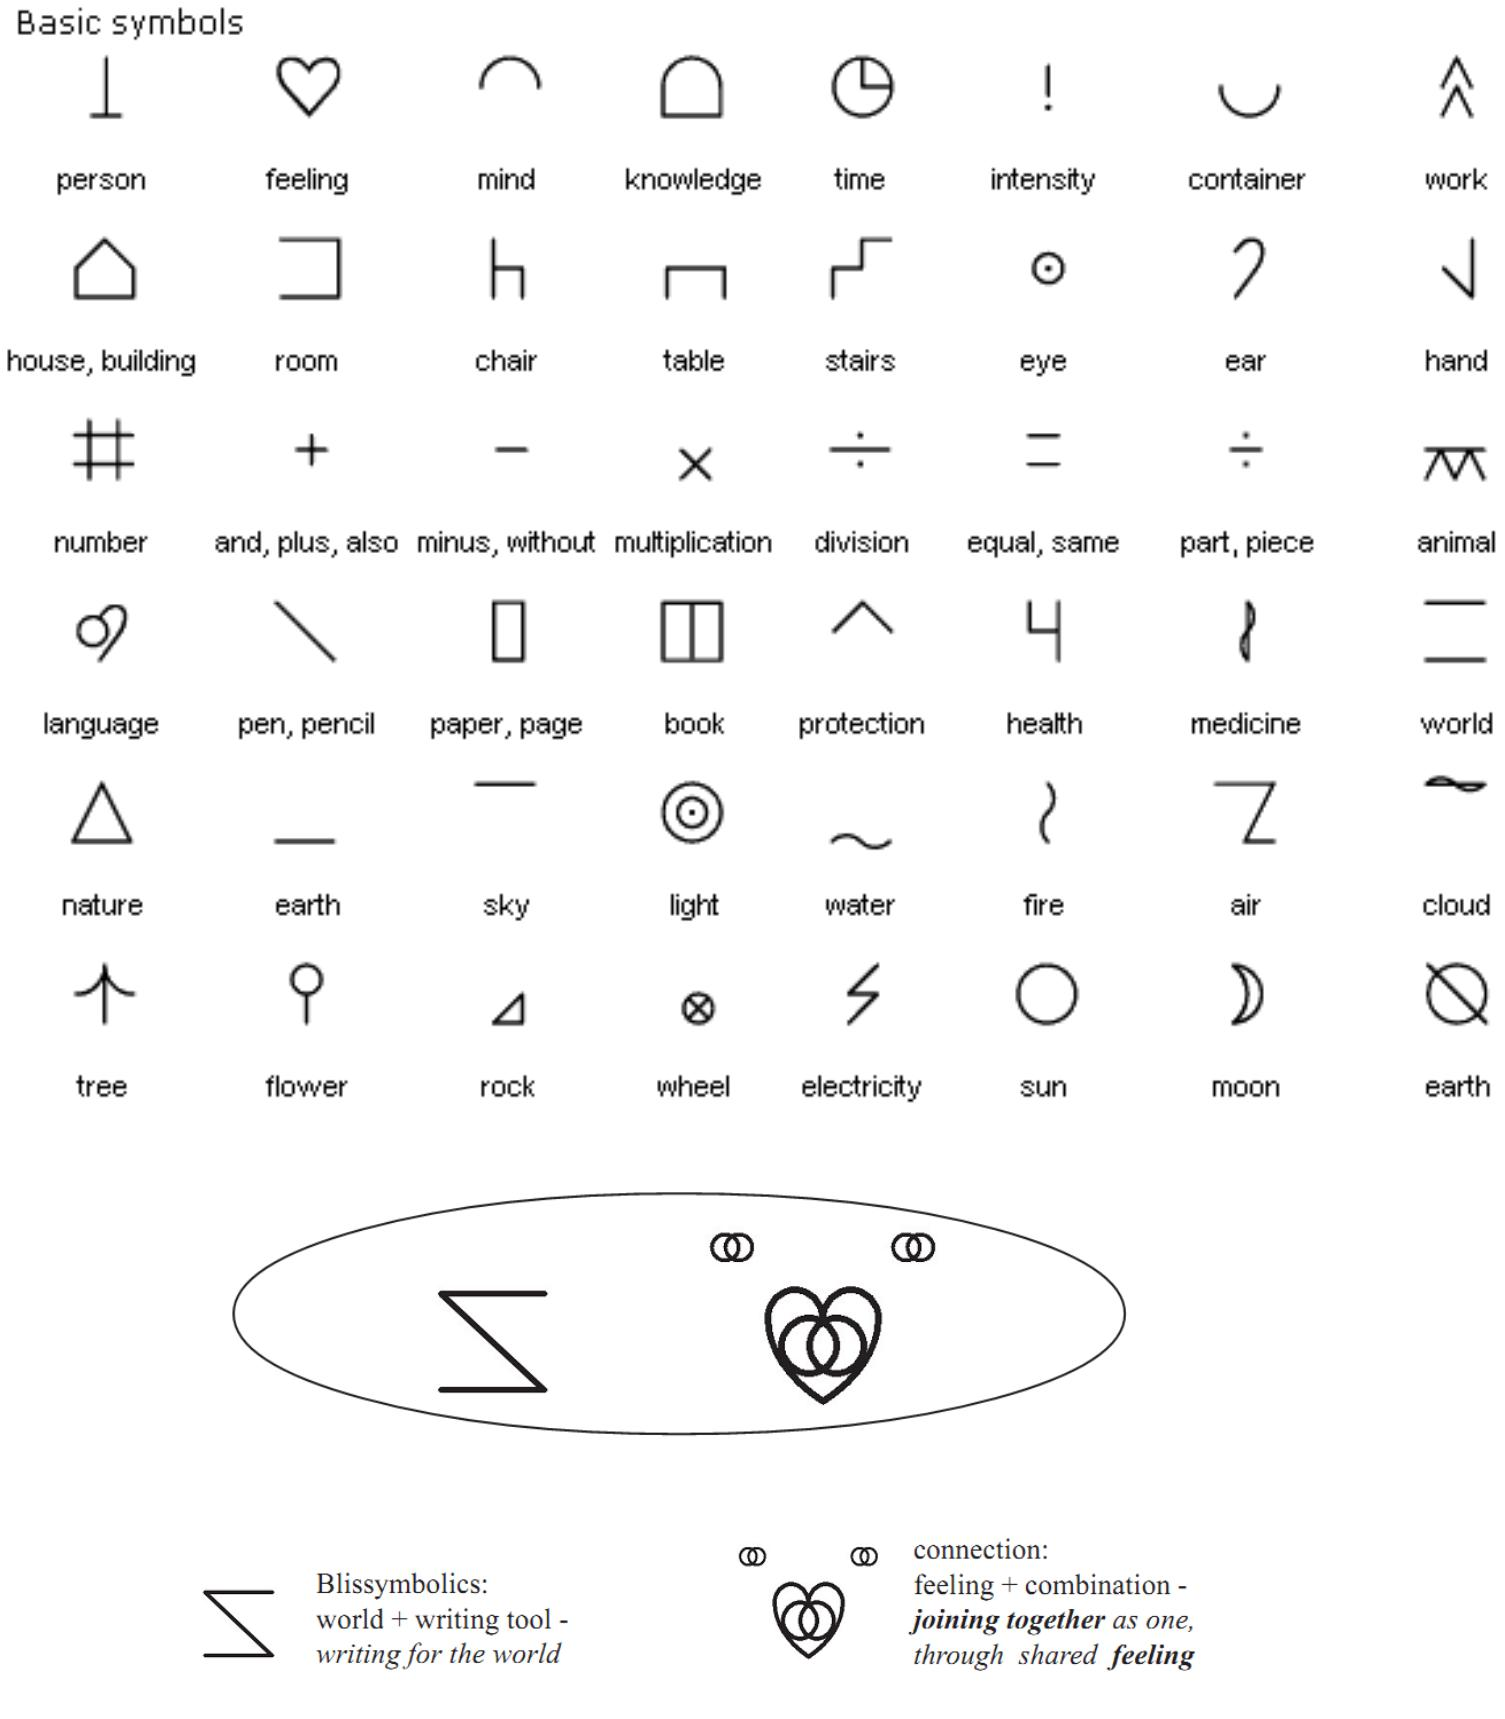 Basic symbols
person feeling mind knowledge time intensity container work
house, building room chair table stairs eye ear hand
number and, plus, also minus, without multiplication division equal, same part, piece animal
language pen, pencil paper, page book protection health medicine world
nature earth sky light water fire air cloud
tree flower rock wheel electricity sun moon earth
Blissymbolics:
world + writing tool -
writing for the world
connection:
feeling + combination -
joining together as one,
through shared feeling